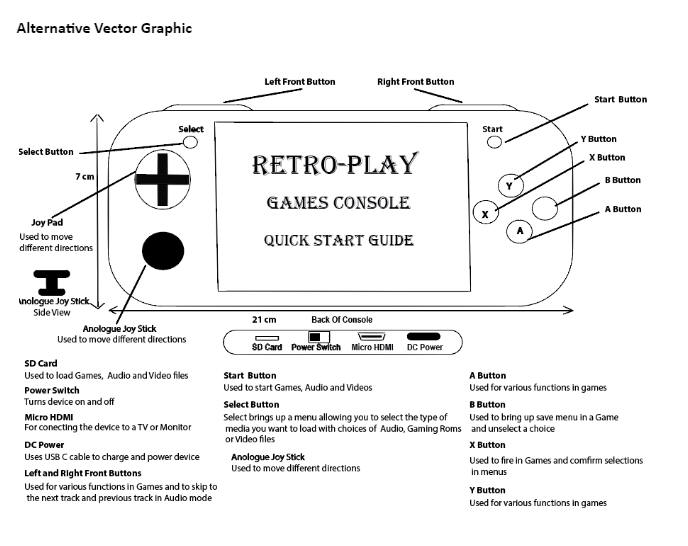 Alternative Vector Graphic
Left Front Button
Right Front Button
Start Button
Select
Start
Select Button
7 cm
Y Button
X Button
B Button
A Button
Y
X
A
RETRO-PLAY
GAMES CONSOLE
QUICK START GUIDE
Joy Pad
Used to move
different directions
Analogue Joy Stick
Side View
Anologue Joy Stick
Used to move different directions
21 cm
Back Of Console
SD Card
Power Switch
Micro HDMI
DC Power
SD Card
Used to load Games, Audio and Video files
Power Switch
Turns device on and off
Micro HDMI
For conecting the device to a TV or Monitor
DC Power
Uses USB C cable to charge and power device
Left and Right Front Buttons
Used for various functions in Games and to skip to
the next track and previous track in Audio mode
Start Button
Used to start Games, Audio and Videos
Select Button
Select brings up a menu allowing you to select the type of
media you want to load with choices of Audio, Gaming Roms
or Video files
Anologue Joy Stick
Used to move different directions
A Button
Used for various functions in games
B Button
Used to bring up save menu in a Game
and unselect a choice
X Button
Used to fire in Games and comfirm selections
in menus
Y Button
Used for various functions in games